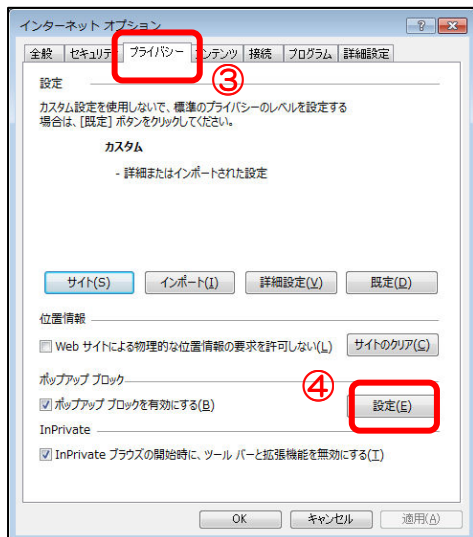 インターネット オプション
全般 セキュリティ プライバシー コンテンツ 接続 プログラム 詳細設定
③
設定
カスタム設定を使用しないで、標準のプライバシーのレベルを設定する
場合は、[既定] ボタンをクリックしてください。
カスタム
- 詳細またはインポートされた設定
サイト(S) インポート(I) 詳細設定(V) 既定(D)
位置情報
Web サイトによる物理的な位置情報の要求を許可しない(L) サイトのクリア(C)
ポップアップ ブロック
④
ポップアップ ブロックを有効にする(B) 設定(E)
InPrivate
InPrivate ブラウズの開始時に、ツール バーと拡張機能を無効にする(T)
OK キャンセル 適用(A)